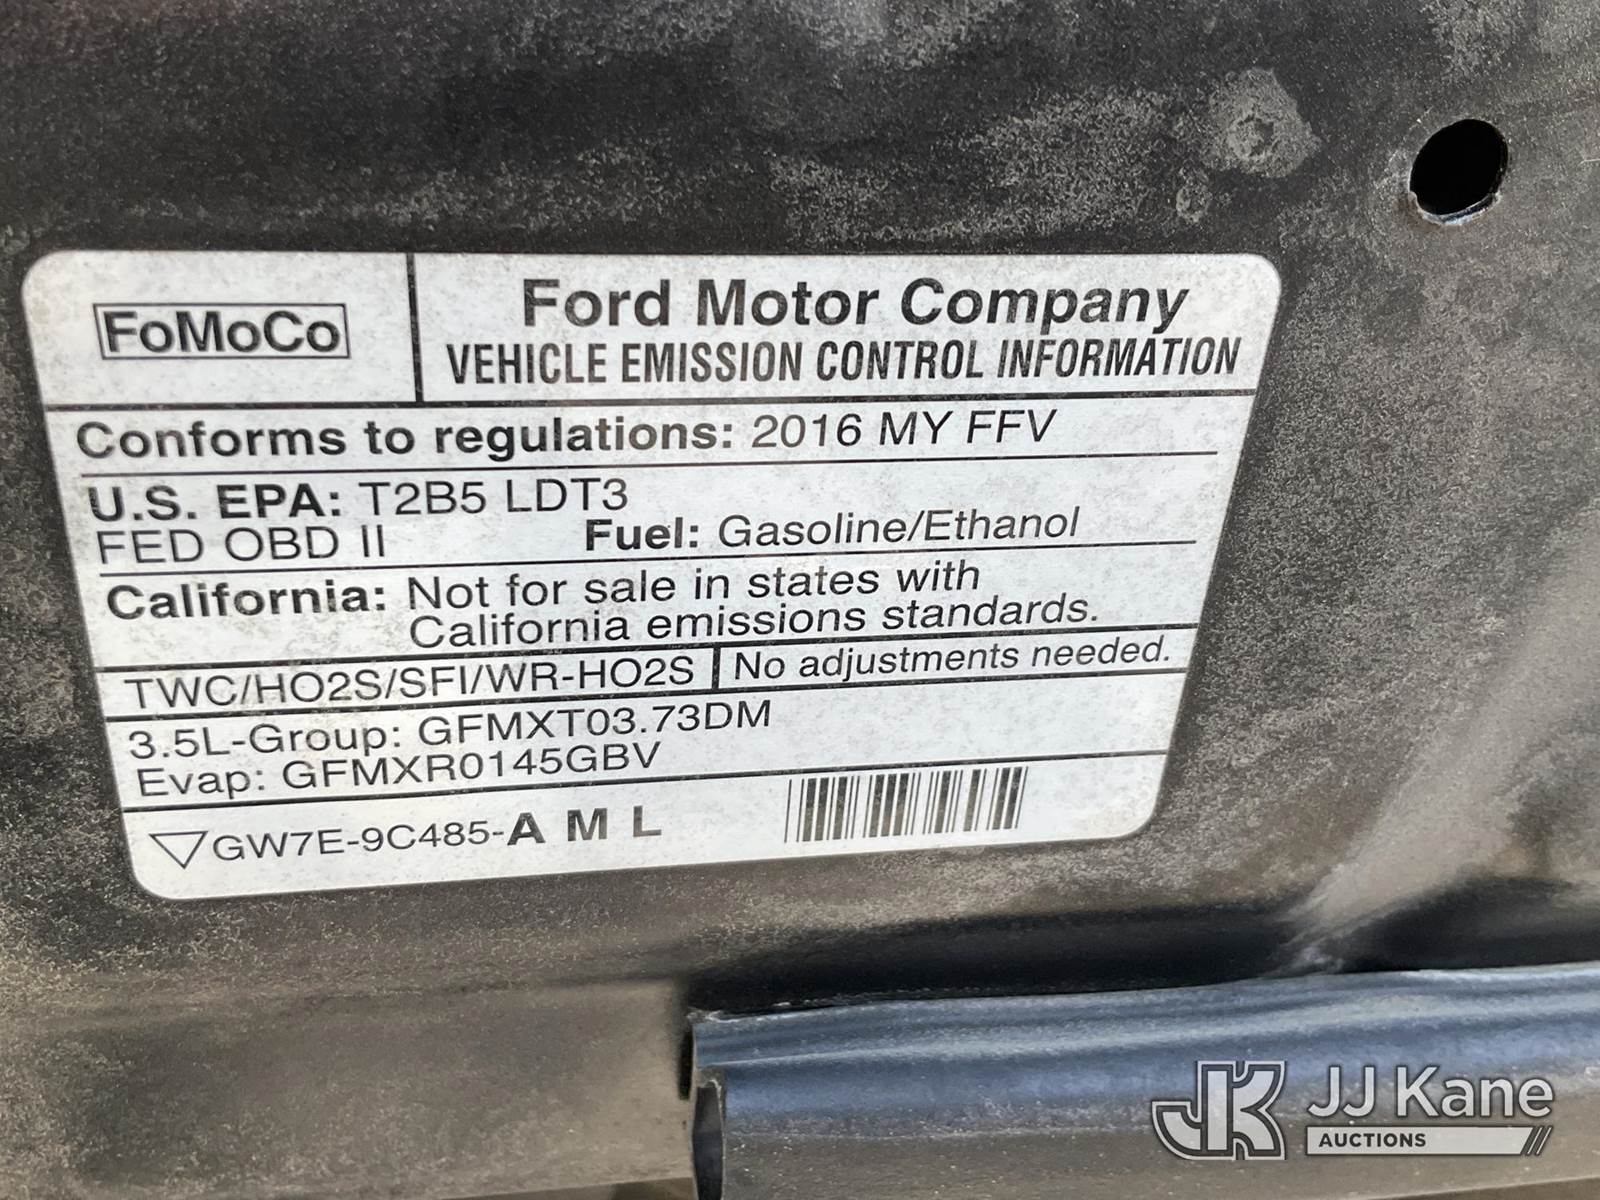 FoMoCo
Ford Motor Company
VEHICLE EMISSION CONTROL INFORMATION
Conforms to regulations: 2016 MY FFV
U.S. EPA: T2B5 LDT3
FED OBD II Fuel: Gasoline/Ethanol
California: Not for sale in states with
California emissions standards.
TWC/HO2S/SFI/WR-HO2S No adjustments needed.
3.5L-Group: GFMXT03.73DM
Evap: GFMXR0145GBV
GW7E-9C485-A M L
JK JJ Kane
AUCTIONS